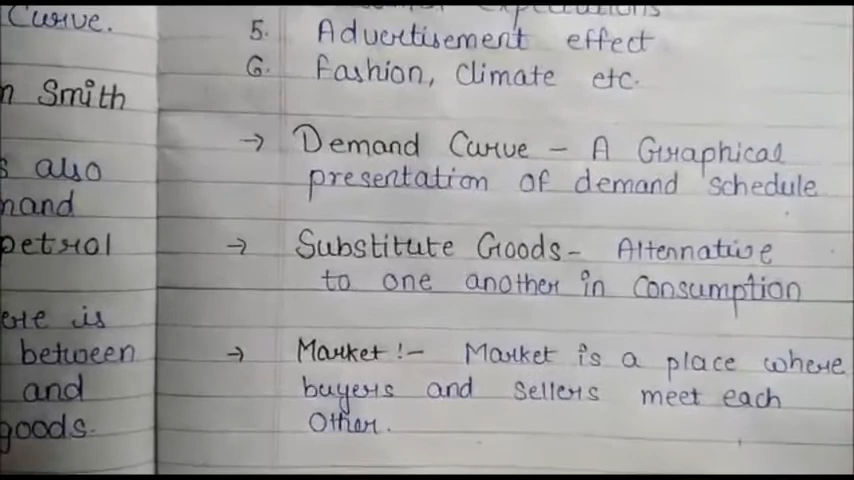 Curve.
Smith
also
petrol
is
between
and
goods.
Expectations
5. Advertisement effect
6. Fashion, Climate etc.
→ Demand Curve - A Graphical
presentation of demand schedule
→ Substitute Goods - Alternative
to one another in Consumption
→ Market :- Market is a place where
buyers and sellers meet each
Other.